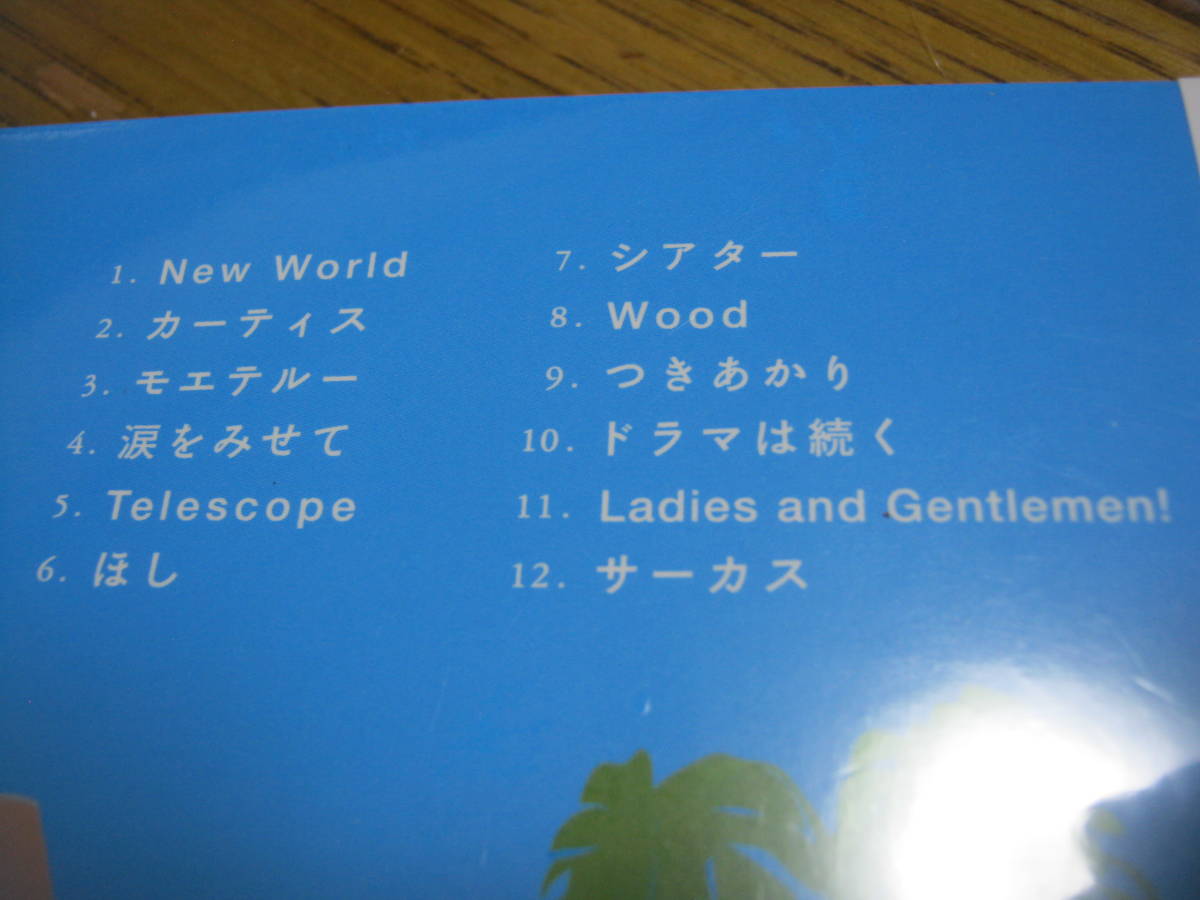 1. New World
2. カーティス
3. モエテルー
4. 涙をみせて
5. Telescope
6. ほし
7. シアター
8. Wood
9. つきあかり
10. ドラマは続く
11. Ladies and Gentlemen!
12. サーカス